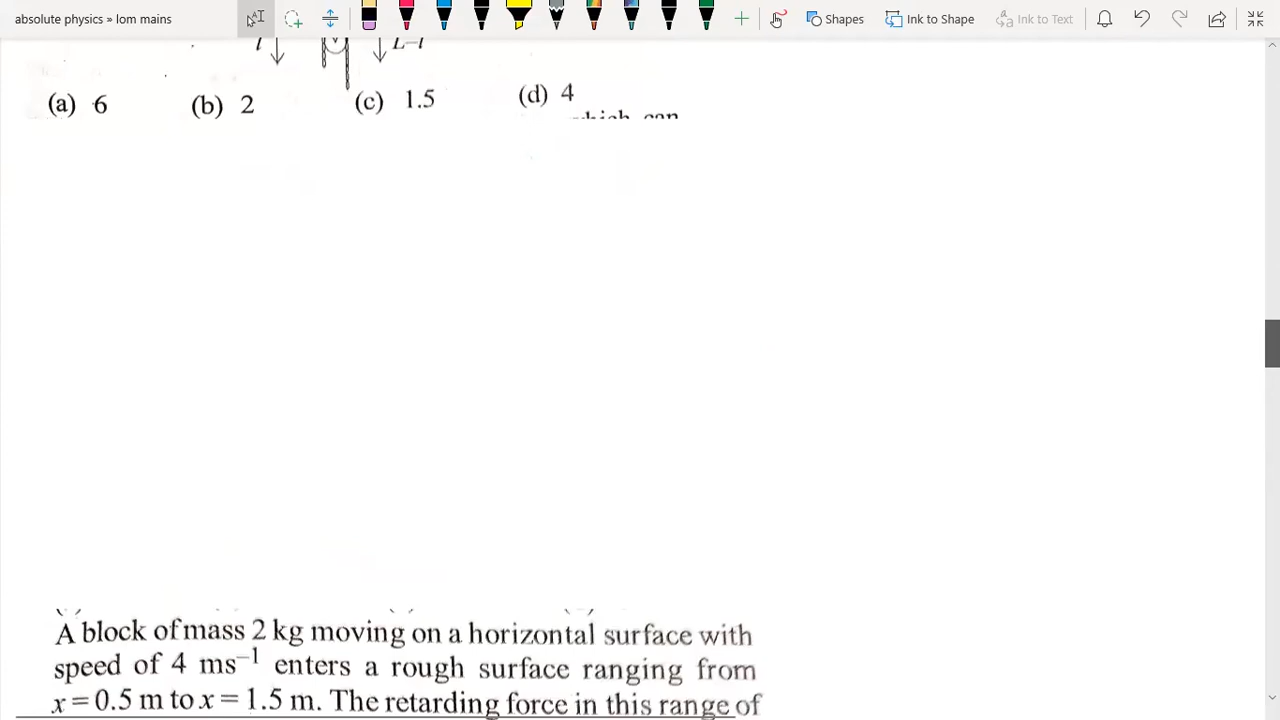 absolute physics » lom mains
Shapes
Ink to Shape
Ink to Text
l L–l
(a) 6 (b) 2 (c) 1.5 (d) 4
which can
A block of mass 2 kg moving on a horizontal surface with
speed of 4 ms⁻¹ enters a rough surface ranging from
x = 0.5 m to x = 1.5 m. The retarding force in this range of